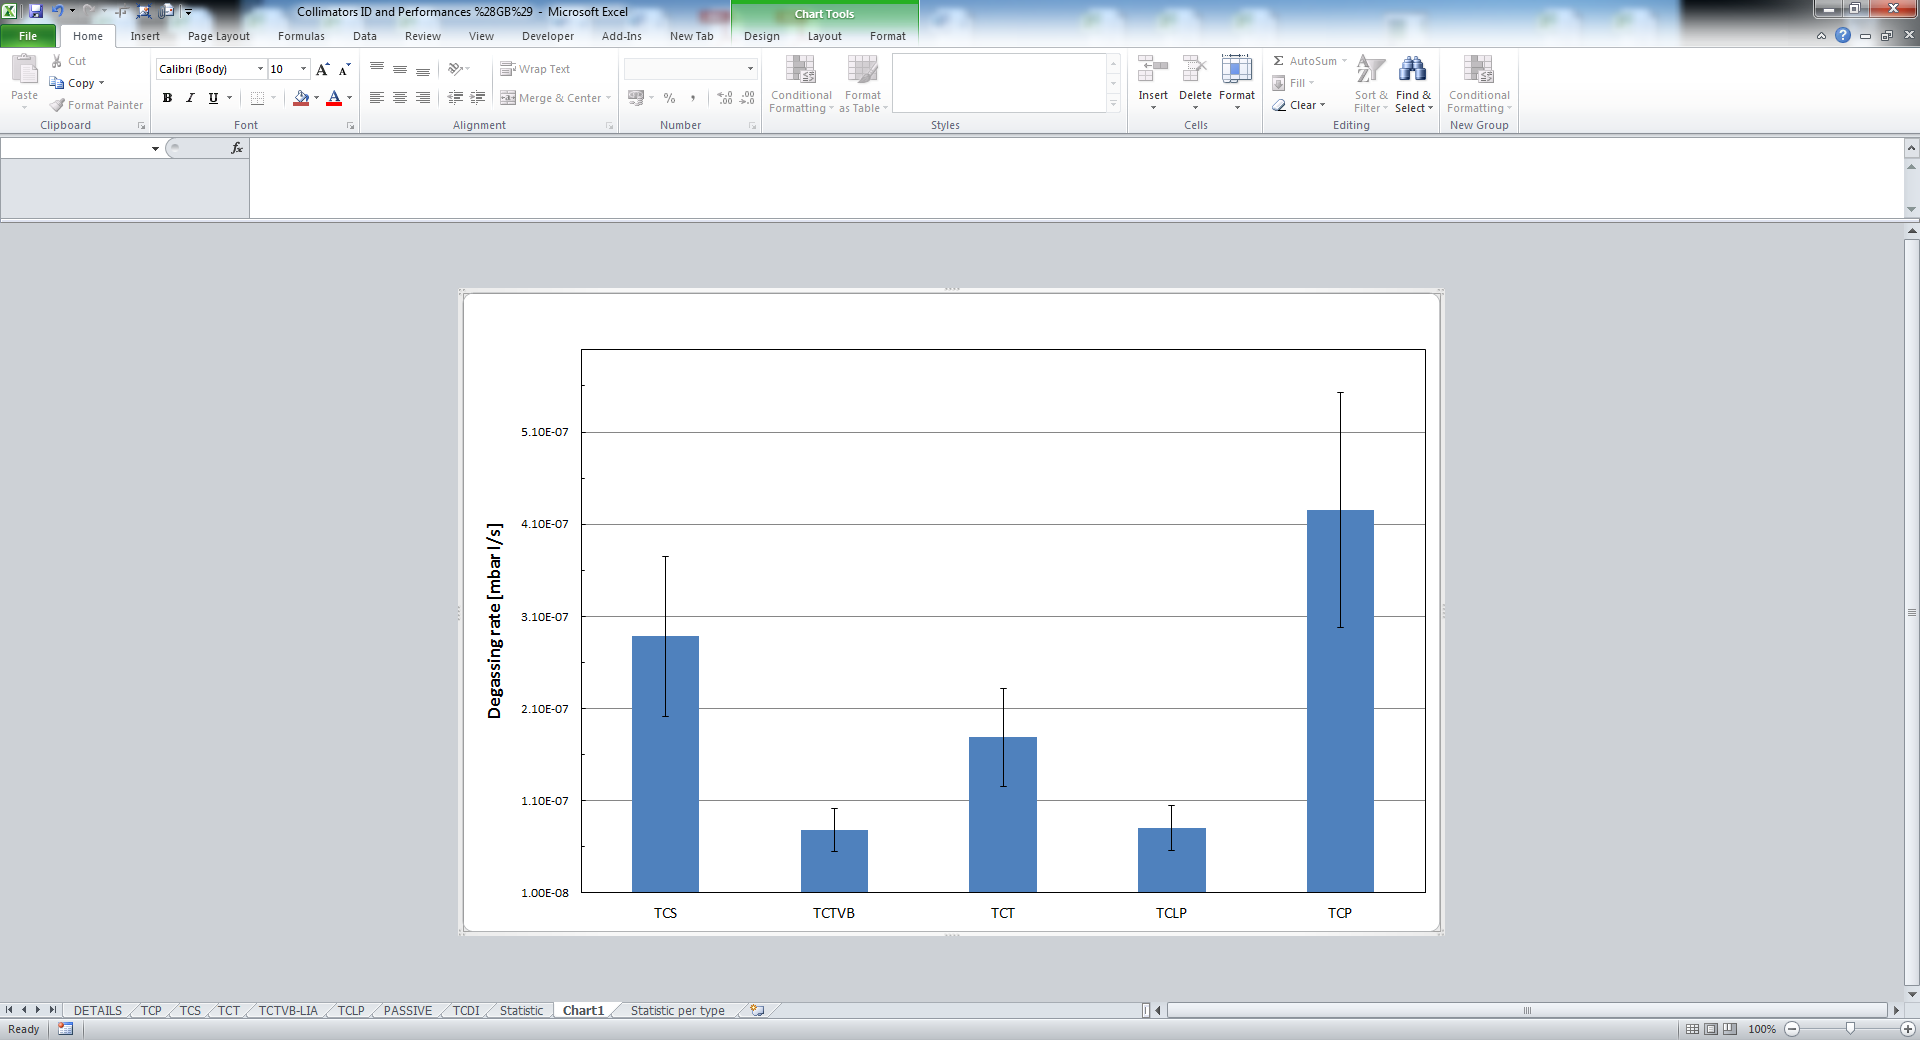 Collimators ID and Performances %28GB%29 - Microsoft Excel
Chart Tools
File Home Insert Page Layout Formulas Data Review View Developer Add-Ins New Tab Design Layout Format
Paste
Cut
Copy
Format Painter
Clipboard
Calibri (Body) 10
B I U
Font
Wrap Text
Merge & Center
Alignment
%
Number
Conditional Formatting
Format as Table
Styles
Insert Delete Format
Cells
Σ AutoSum
Fill
Clear
Sort & Filter
Find & Select
Editing
Conditional Formatting
New Group
fx
Degassing rate [mbar l/s]
5.10E-07
4.10E-07
3.10E-07
2.10E-07
1.10E-07
1.00E-08
TCS TCTVB TCT TCLP TCP
DETAILS TCP TCS TCT TCTVB-LIA TCLP PASSIVE TCDI Statistic Chart1 Statistic per type
Ready
100%